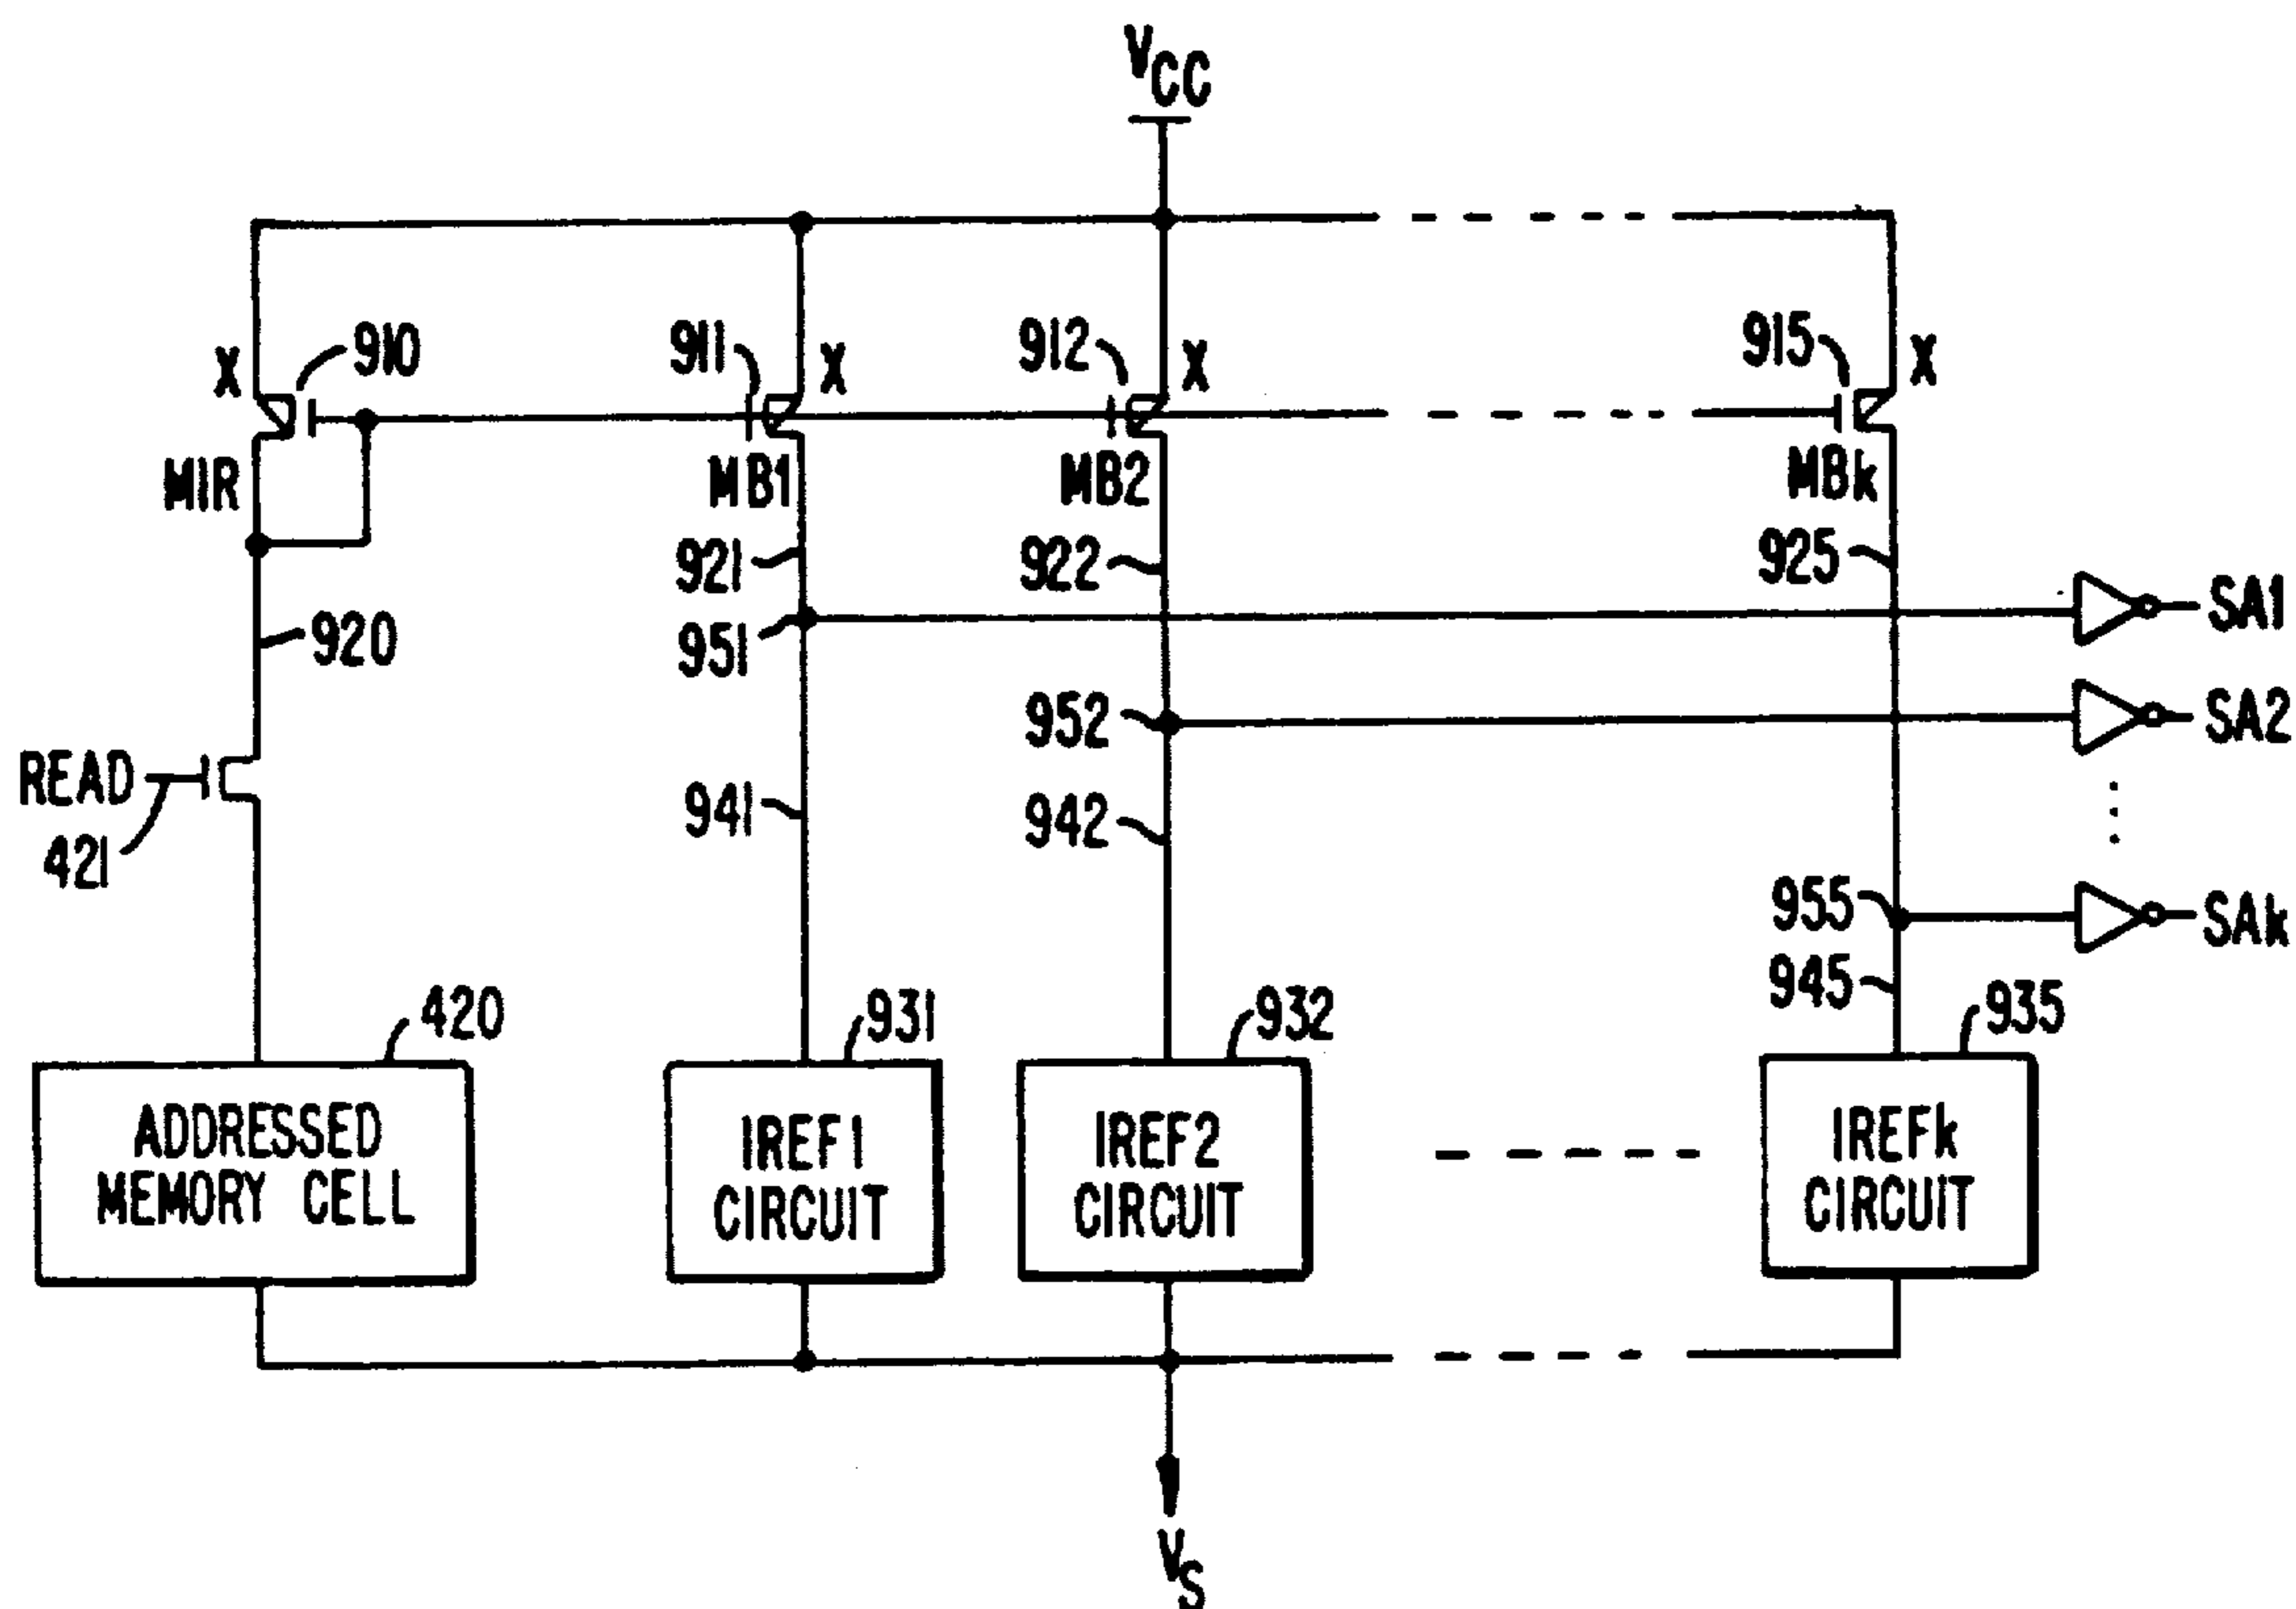 VCC
X
910
911
X
912
X
915
X
MIR
MB1
MB2
MBk
921
922
925
SA1
920
951
952
SA2
READ
421
941
942
955
SAk
945
420
931
932
935
ADDRESSED
MEMORY CELL
IREF1
CIRCUIT
IREF2
CIRCUIT
IREFk
CIRCUIT
VS